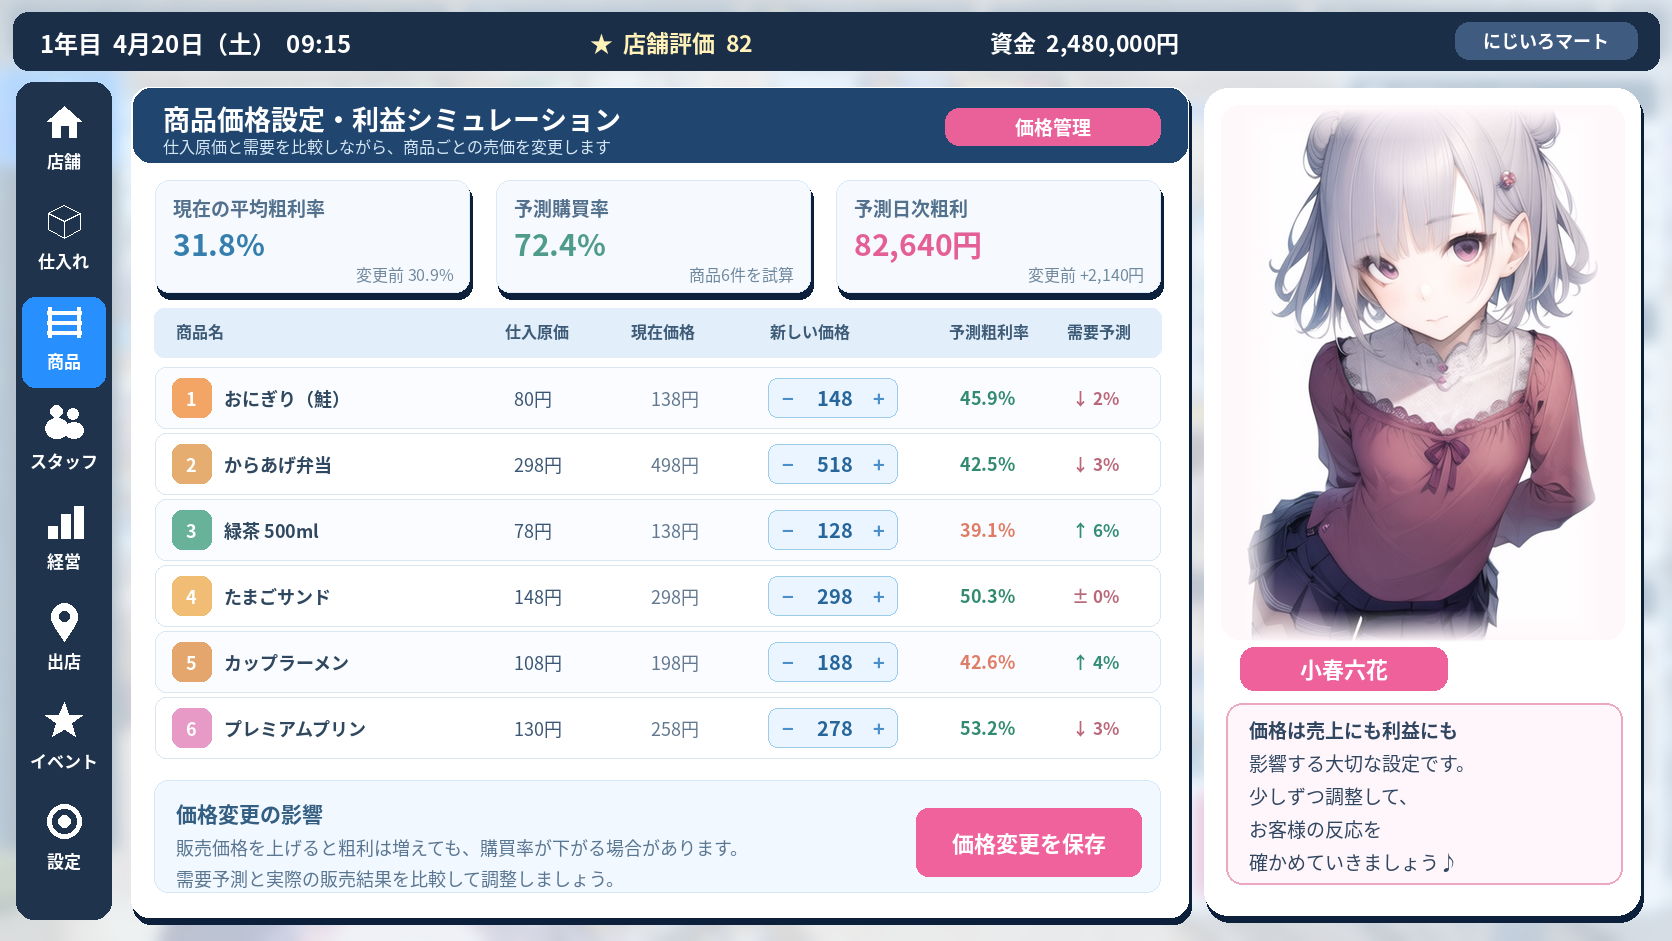 1年目 4月20日（土） 09:15
★ 店舗評価 82
資金 2,480,000円
にじいろマート
店舗
仕入れ
商品
スタッフ
経営
出店
イベント
設定
商品価格設定・利益シミュレーション
仕入原価と需要を比較しながら、商品ごとの売価を変更します
価格管理
現在の平均粗利率
31.8%
変更前 30.9%
予測購買率
72.4%
商品6件を試算
予測日次粗利
82,640円
変更前 +2,140円
商品名 仕入原価 現在価格 新しい価格 予測粗利率 需要予測
1 おにぎり（鮭） 80円 138円 − 148 + 45.9% ↓ 2%
2 からあげ弁当 298円 498円 − 518 + 42.5% ↓ 3%
3 緑茶 500ml 78円 138円 − 128 + 39.1% ↑ 6%
4 たまごサンド 148円 298円 − 298 + 50.3% ± 0%
5 カップラーメン 108円 198円 − 188 + 42.6% ↑ 4%
6 プレミアムプリン 130円 258円 − 278 + 53.2% ↓ 3%
価格変更の影響
販売価格を上げると粗利は増えても、購買率が下がる場合があります。
需要予測と実際の販売結果を比較して調整しましょう。
価格変更を保存
小春六花
価格は売上にも利益にも
影響する大切な設定です。
少しずつ調整して、
お客様の反応を
確かめていきましょう♪